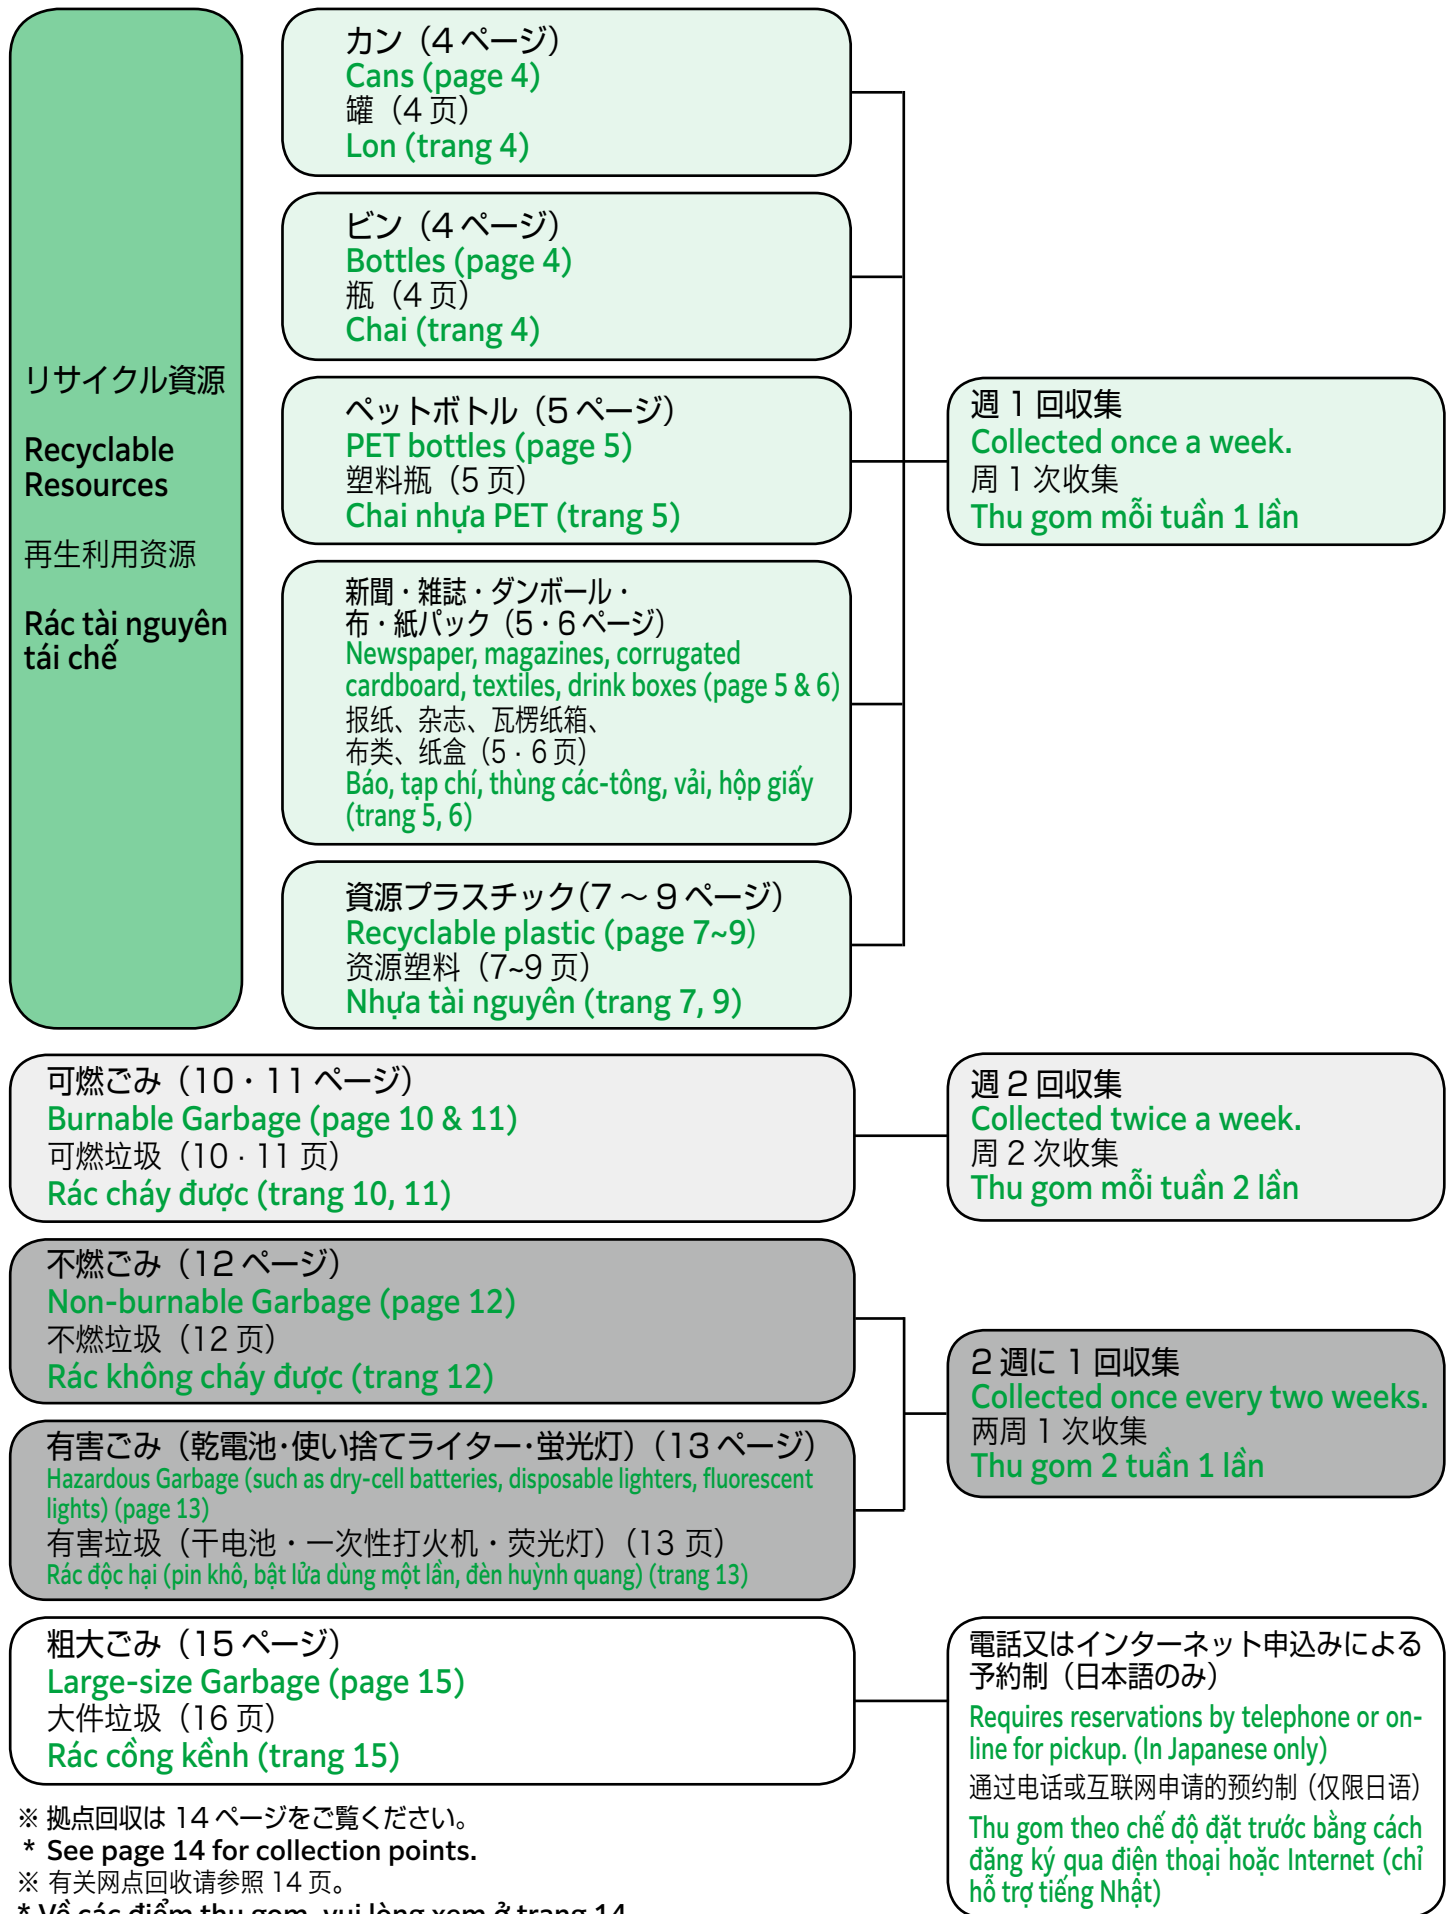 リサイクル資源
Recyclable
Resources
再生利用资源
Rác tài nguyên
tái chế
カン（4 ページ）
Cans (page 4)
罐（4 页）
Lon (trang 4)
ビン（4 ページ）
Bottles (page 4)
瓶（4 页）
Chai (trang 4)
ペットボトル（5 ページ）
PET bottles (page 5)
塑料瓶（5 页）
Chai nhựa PET (trang 5)
新聞・雑誌・ダンボール・
布・紙パック（5・6 ページ）
Newspaper, magazines, corrugated
cardboard, textiles, drink boxes (page 5 & 6)
报纸、杂志、瓦楞纸箱、
布类、纸盒（5 · 6 页）
Báo, tạp chí, thùng các-tông, vải, hộp giấy
(trang 5, 6)
資源プラスチック(7 ～ 9 ページ）
Recyclable plastic (page 7~9)
资源塑料（7~9 页）
Nhựa tài nguyên (trang 7, 9)
週 1 回収集
Collected once a week.
周 1 次收集
Thu gom mỗi tuần 1 lần
可燃ごみ（10・11 ページ）
Burnable Garbage (page 10 & 11)
可燃垃圾（10 · 11 页）
Rác cháy được (trang 10, 11)
週 2 回収集
Collected twice a week.
周 2 次收集
Thu gom mỗi tuần 2 lần
不燃ごみ（12 ページ）
Non-burnable Garbage (page 12)
不燃垃圾（12 页）
Rác không cháy được (trang 12)
有害ごみ（乾電池・使い捨てライター・蛍光灯）（13 ページ）
Hazardous Garbage (such as dry-cell batteries, disposable lighters, fluorescent
lights) (page 13)
有害垃圾（干电池・一次性打火机・荧光灯）（13 页）
Rác độc hại (pin khô, bật lửa dùng một lần, đèn huỳnh quang) (trang 13)
2 週に 1 回収集
Collected once every two weeks.
两周 1 次收集
Thu gom 2 tuần 1 lần
粗大ごみ（15 ページ）
Large-size Garbage (page 15)
大件垃圾（16 页）
Rác cồng kềnh (trang 15)
電話又はインターネット申込みによる
予約制（日本語のみ）
Requires reservations by telephone or on-
line for pickup. (In Japanese only)
通过电话或互联网申请的预约制（仅限日语）
Thu gom theo chế độ đặt trước bằng cách
đăng ký qua điện thoại hoặc Internet (chỉ
hỗ trợ tiếng Nhật)
※ 拠点回収は 14 ページをご覧ください。
* See page 14 for collection points.
※ 有关网点回收请参照 14 页。
* Về các điểm thu gom, vui lòng xem ở trang 14